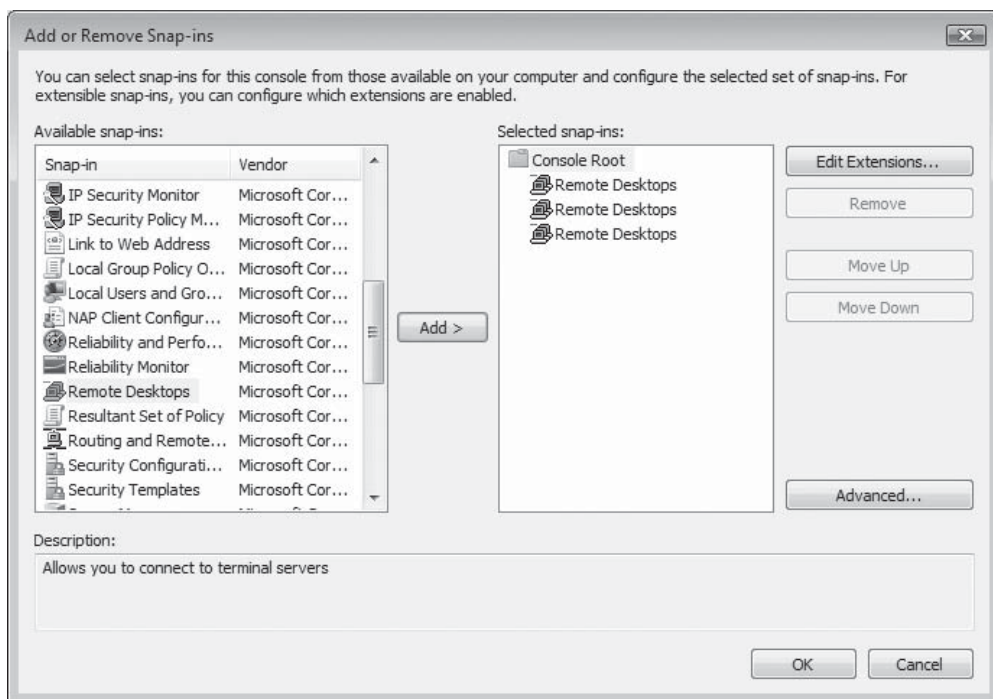 Add or Remove Snap-ins
You can select snap-ins for this console from those available on your computer and configure the selected set of snap-ins. For
extensible snap-ins, you can configure which extensions are enabled.
Available snap-ins:
Snap-in Vendor
IP Security Monitor Microsoft Cor...
IP Security Policy M... Microsoft Cor...
Link to Web Address Microsoft Cor...
Local Group Policy O... Microsoft Cor...
Local Users and Gro... Microsoft Cor...
NAP Client Configur... Microsoft Cor...
Reliability and Perfo... Microsoft Cor...
Reliability Monitor Microsoft Cor...
Remote Desktops Microsoft Cor...
Resultant Set of Policy Microsoft Cor...
Routing and Remote... Microsoft Cor...
Security Configurati... Microsoft Cor...
Security Templates Microsoft Cor...
Add >
Selected snap-ins:
Console Root
Remote Desktops
Remote Desktops
Remote Desktops
Edit Extensions...
Remove
Move Up
Move Down
Advanced...
Description:
Allows you to connect to terminal servers
OK
Cancel